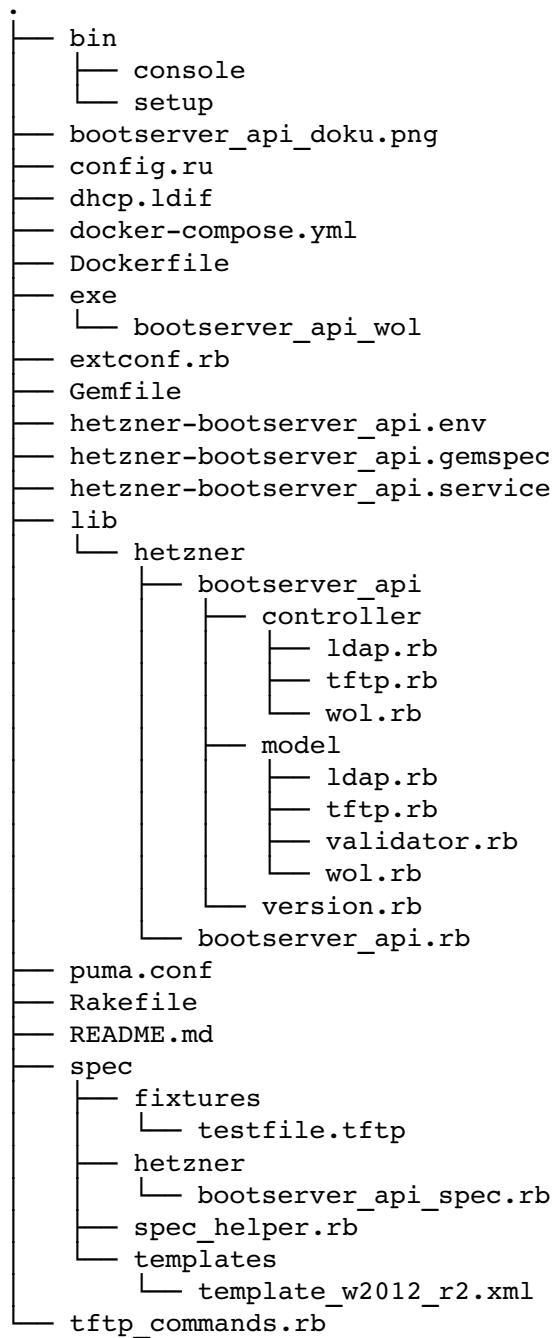 .
├── bin
│   ├── console
│   └── setup
├── bootserver_api_doku.png
├── config.ru
├── dhcp.ldif
├── docker-compose.yml
├── Dockerfile
├── exe
│   └── bootserver_api_wol
├── extconf.rb
├── Gemfile
├── hetzner-bootserver_api.env
├── hetzner-bootserver_api.gemspec
├── hetzner-bootserver_api.service
├── lib
│   └── hetzner
│       ├── bootserver_api
│       │   ├── controller
│       │   │   ├── ldap.rb
│       │   │   ├── tftp.rb
│       │   │   └── wol.rb
│       │   ├── model
│       │   │   ├── ldap.rb
│       │   │   ├── tftp.rb
│       │   │   ├── validator.rb
│       │   │   └── wol.rb
│       │   └── version.rb
│       └── bootserver_api.rb
├── puma.conf
├── Rakefile
├── README.md
├── spec
│   ├── fixtures
│   │   └── testfile.tftp
│   ├── hetzner
│   │   └── bootserver_api_spec.rb
│   ├── spec_helper.rb
│   └── templates
│       └── template_w2012_r2.xml
└── tftp_commands.rb